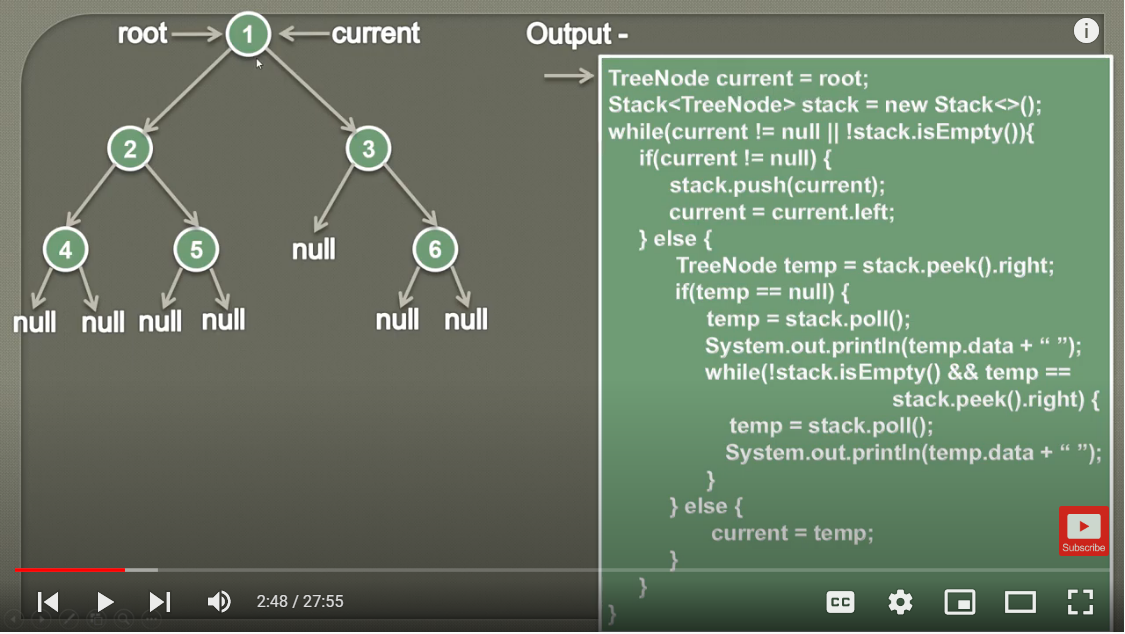 root
1
current
Output -
2
3
4
5
null
6
null
null
null
null
null
null
TreeNode current = root;
Stack<TreeNode> stack = new Stack<>();
while(current != null || !stack.isEmpty()){
if(current != null) {
stack.push(current);
current = current.left;
} else {
TreeNode temp = stack.peek().right;
if(temp == null) {
temp = stack.poll();
System.out.println(temp.data + “ ”);
while(!stack.isEmpty() && temp ==
stack.peek().right) {
temp = stack.poll();
System.out.println(temp.data + “ ”);
}
} else {
current = temp;
}
}
}
Subscribe
2:48 / 27:55
CC